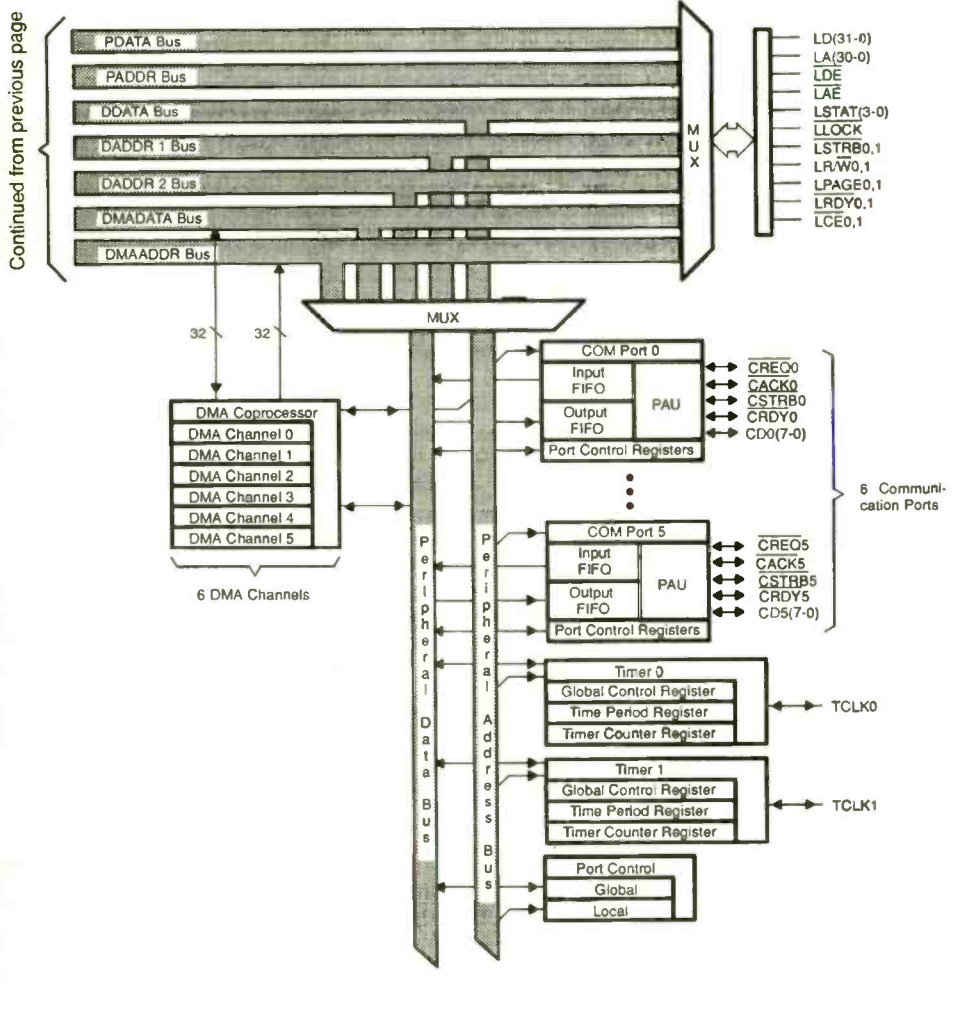 Continued from previous page
PDATA Bus
PADDR Bus
DDATA Bus
DADDR 1 Bus
DADDR 2 Bus
DMADATA Bus
DMAADDR Bus
MUX
LD(31-0)
LA(30-0)
LDE
LAE
LSTAT(3-0)
LLOCK
LSTRB0,1
LR/W0,1
LPAGE0,1
LRDY0,1
LCE0,1
MUX
32
32
DMA Coprocessor
DMA Channel 0
DMA Channel 1
DMA Channel 2
DMA Channel 3
DMA Channel 4
DMA Channel 5
6 DMA Channels
Peripheral Data Bus
Peripheral Address Bus
COM Port 0
Input
FIFO
Output
FIFO
PAU
Port Control Registers
CREQ0
CACK0
CSTRB0
CRDY0
CD0(7-0)
6 Communi-
cation Ports
COM Port 5
Input
FIFO
Output
FIFO
PAU
Port Control Registers
CREQ5
CACK5
CSTRB5
CRDY5
CD5(7-0)
Timer 0
Global Control Register
Time Period Register
Timer Counter Register
TCLK0
Timer 1
Global Control Register
Time Period Register
Timer Counter Register
TCLK1
Port Control
Global
Local